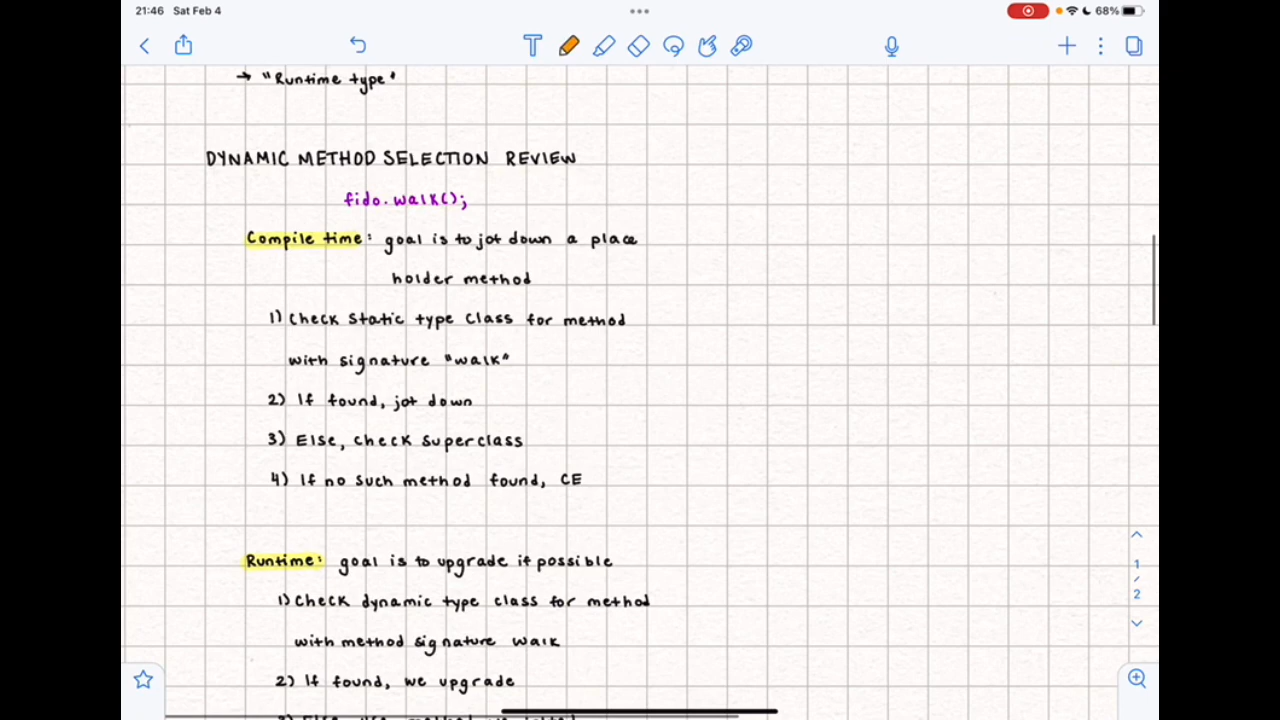 21:46 Sat Feb 4
68%
→ "Runtime type"
DYNAMIC METHOD SELECTION REVIEW
fido.walk();
Compile time: goal is to jot down a place
holder method
1) Check static type class for method
with signature "walk"
2) If found, jot down
3) Else, check superclass
4) If no such method found, CE
Runtime: goal is to upgrade if possible
1) Check dynamic type class for method
with method signature walk
2) If found, we upgrade
1
/
2